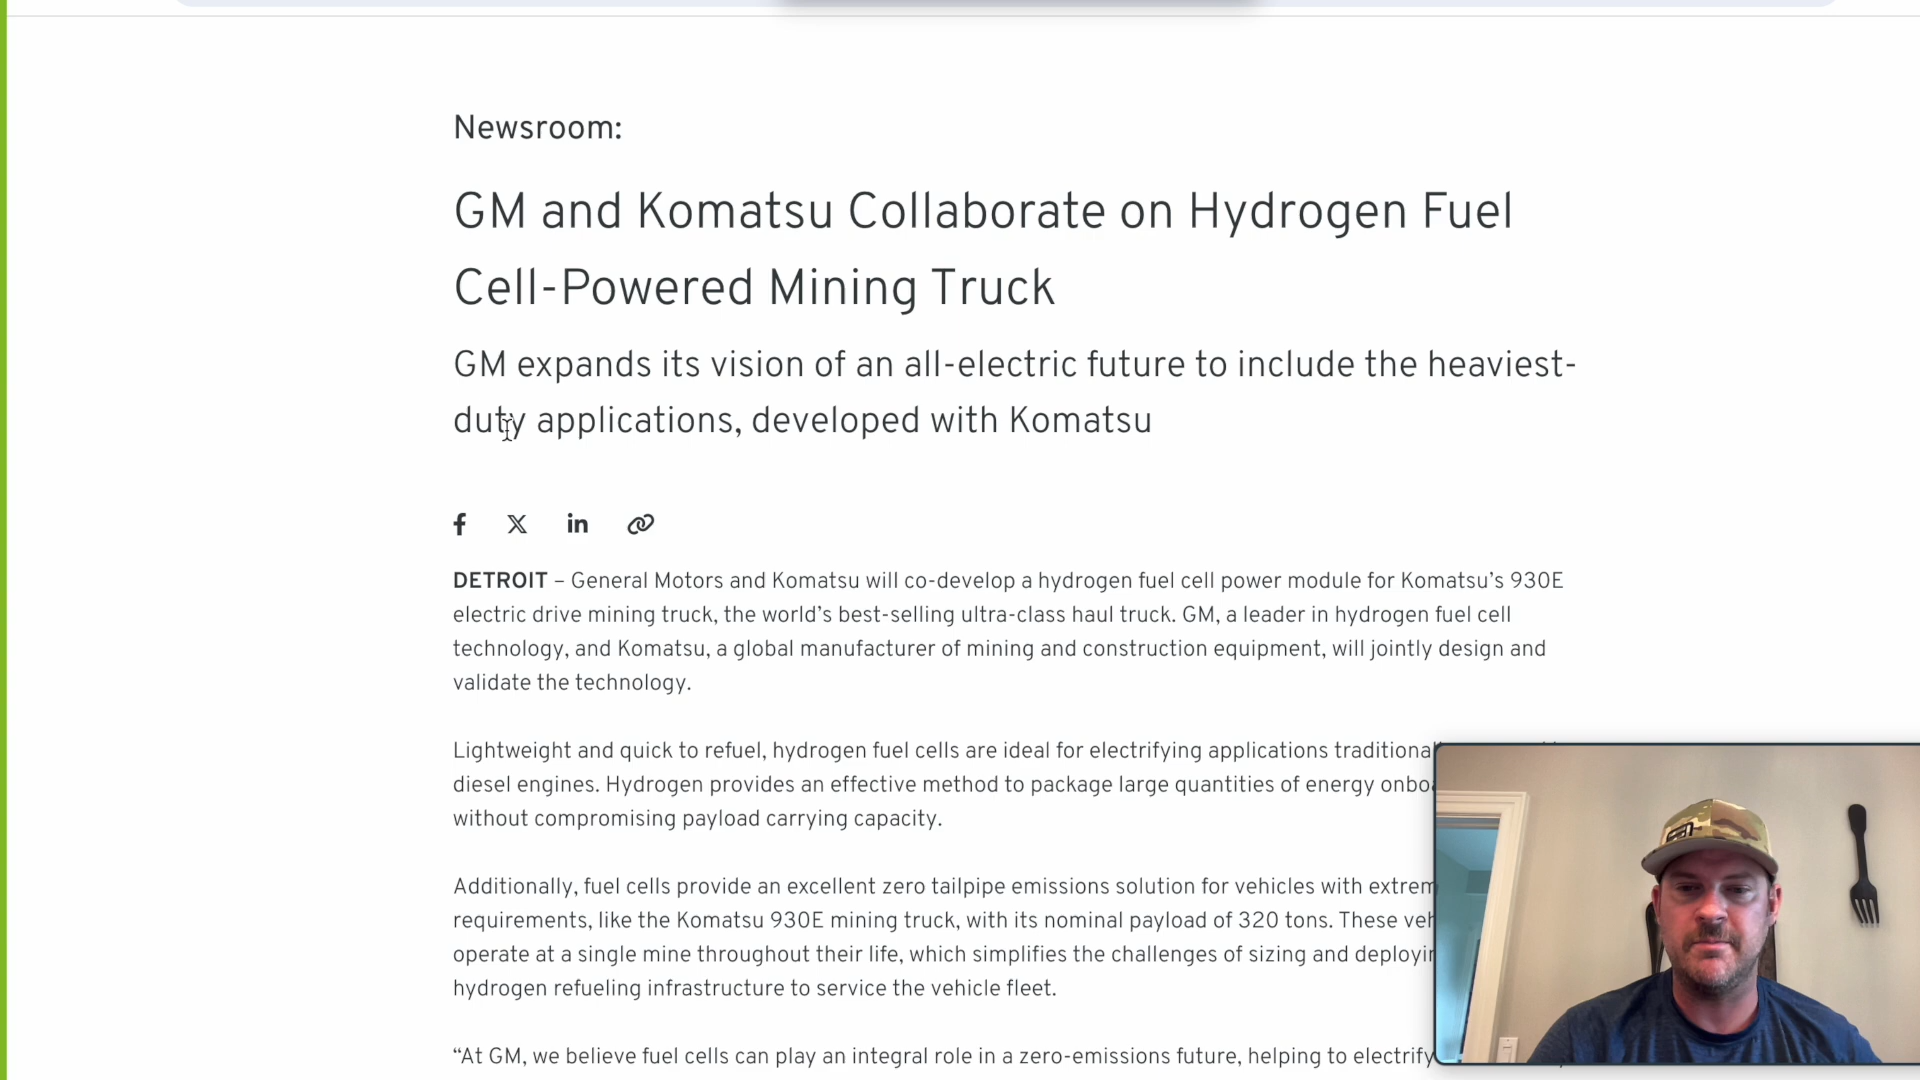 Newsroom:
GM and Komatsu Collaborate on Hydrogen Fuel
Cell-Powered Mining Truck
GM expands its vision of an all-electric future to include the heaviest-
duty applications, developed with Komatsu
DETROIT – General Motors and Komatsu will co-develop a hydrogen fuel cell power module for Komatsu’s 930E
electric drive mining truck, the world’s best-selling ultra-class haul truck. GM, a leader in hydrogen fuel cell
technology, and Komatsu, a global manufacturer of mining and construction equipment, will jointly design and
validate the technology.
Lightweight and quick to refuel, hydrogen fuel cells are ideal for electrifying applications
diesel engines. Hydrogen provides an effective method to package large quantities of energy
without compromising payload carrying capacity.
Additionally, fuel cells provide an excellent zero tailpipe emissions solution for vehicles with
requirements, like the Komatsu 930E mining truck, with its nominal payload of 320 tons. These
operate at a single mine throughout their life, which simplifies the challenges of sizing and
hydrogen refueling infrastructure to service the vehicle fleet.
“At GM, we believe fuel cells can play an integral role in a zero-emissions future, helping to electrify